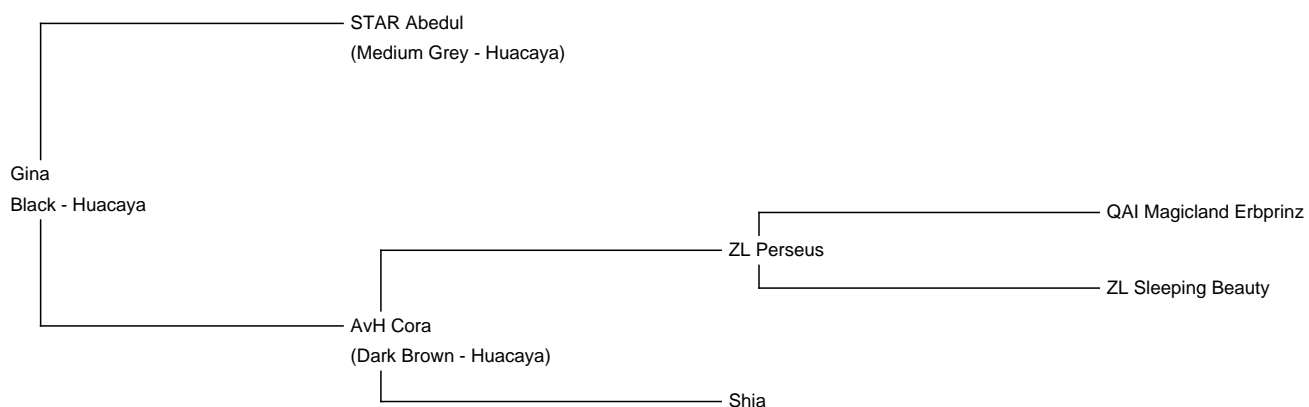 STAR Abedul
(Medium Grey - Huacaya)
Gina
Black - Huacaya
QAI Magicland Erbprinz
ZL Perseus
ZL Sleeping Beauty
AvH Cora
(Dark Brown - Huacaya)
Shia